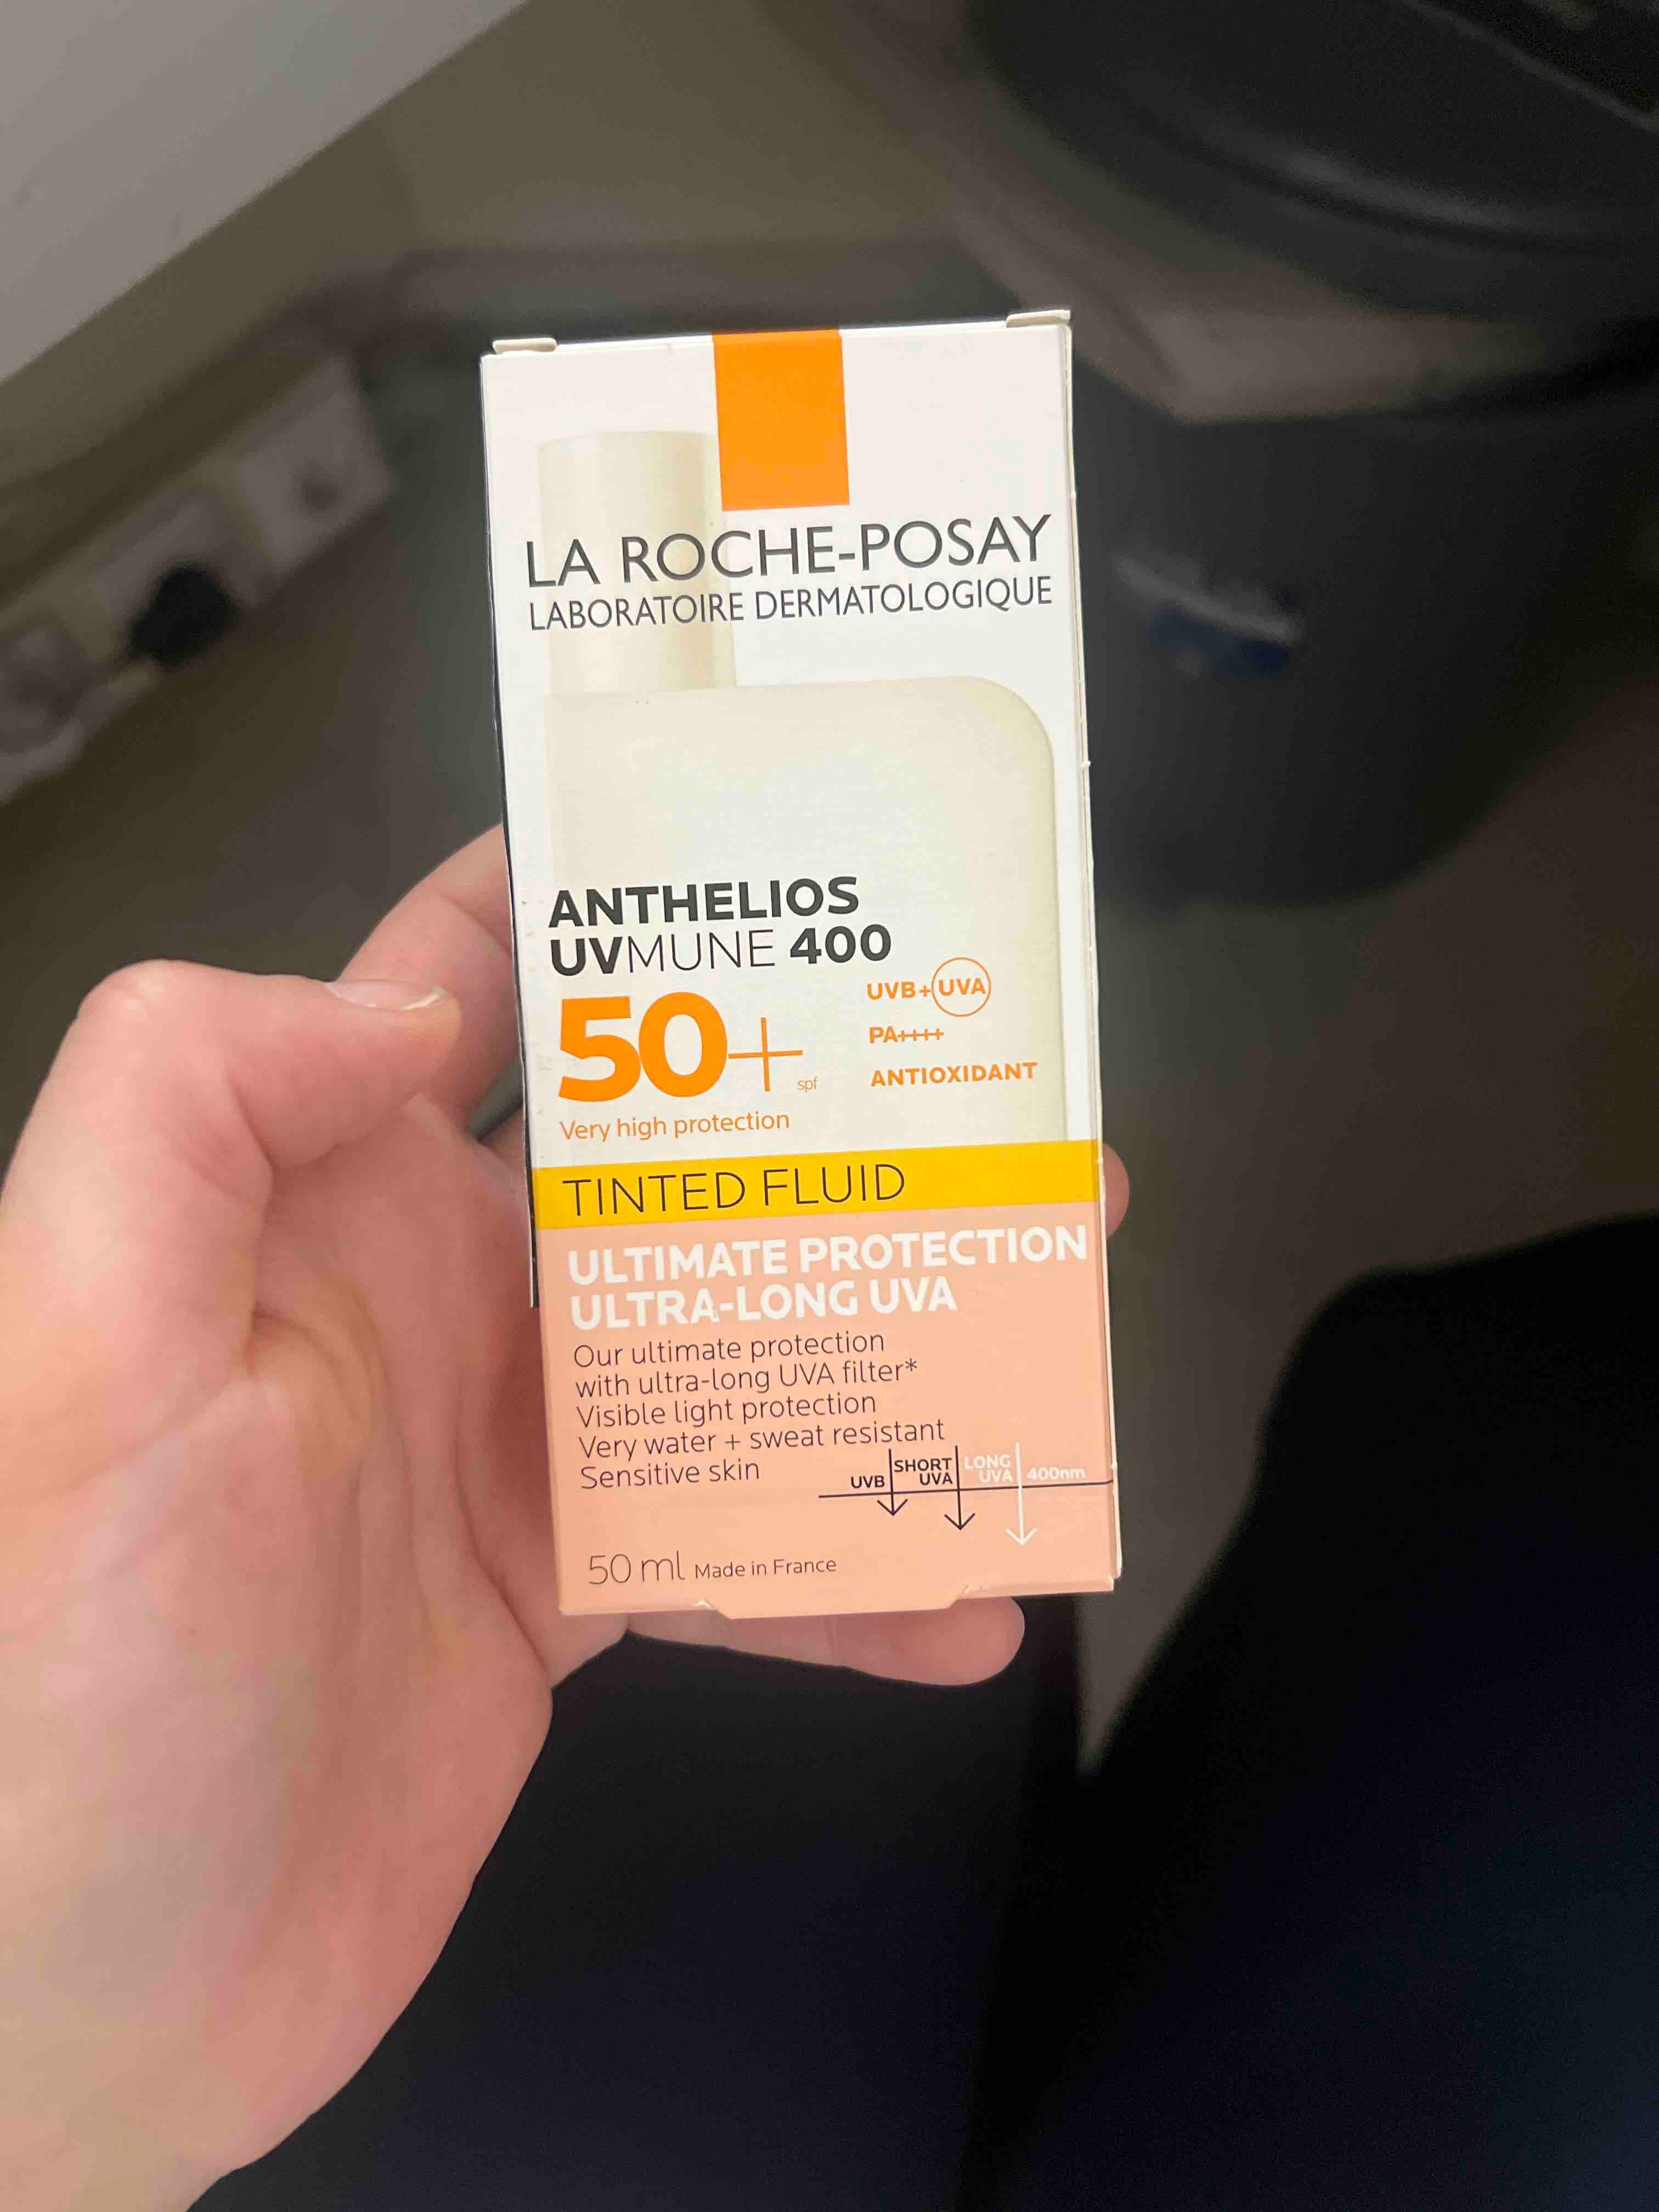 LA ROCHE-POSAY
LABORATOIRE DERMATOLOGIQUE
ANTHELIOS
UVMUNE 400
50+ spf
Very high protection
UVB+UVA
PA++++
ANTIOXIDANT
TINTED FLUID
ULTIMATE PROTECTION
ULTRA-LONG UVA
Our ultimate protection
with ultra-long UVA filter*
Visible light protection
Very water + sweat resistant
Sensitive skin
UVB
SHORT
UVA
LONG
UVA
400nm
50 ml Made in France